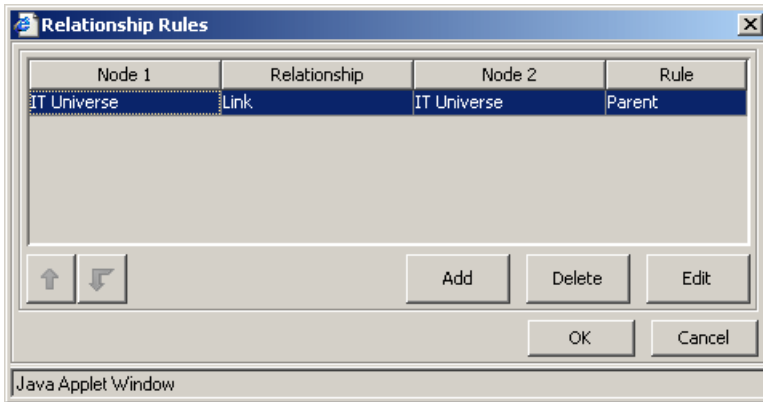 Relationship Rules
Node 1 Relationship Node 2 Rule
IT Universe Link IT Universe Parent
Add Delete Edit
OK Cancel
Java Applet Window